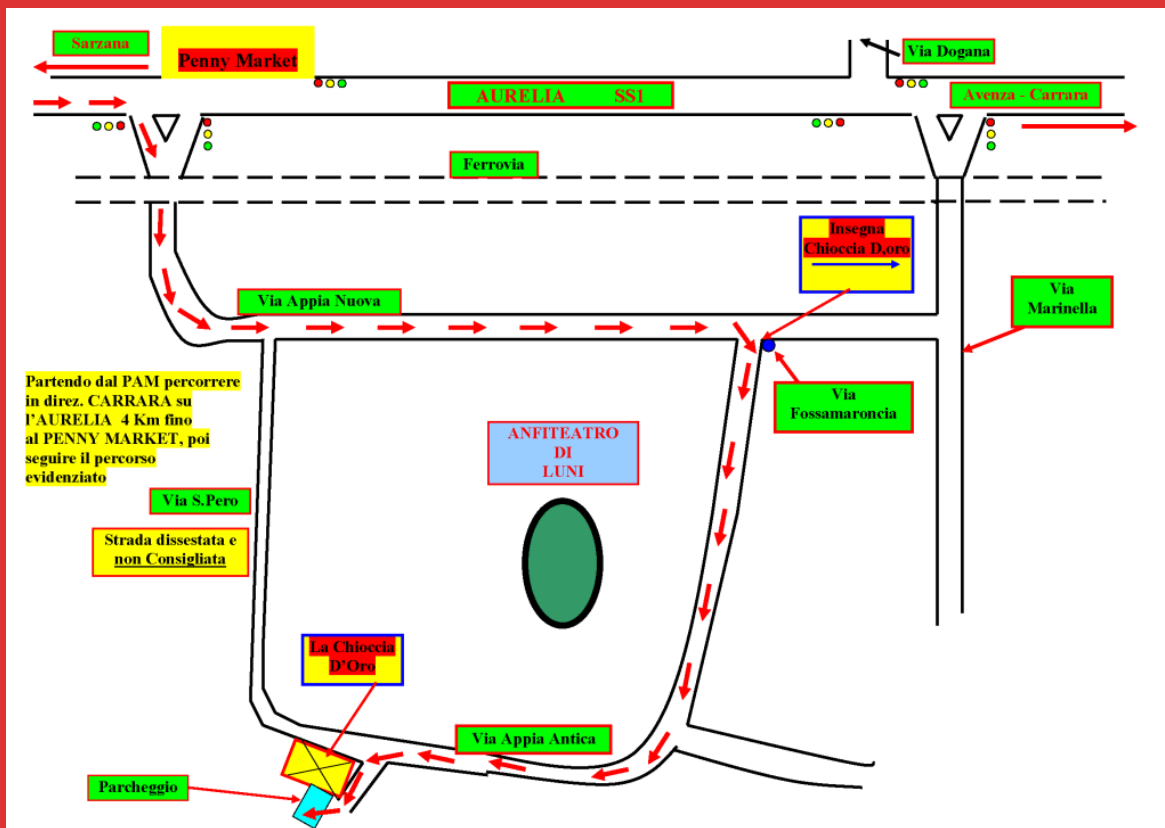 Sarzana
Penny Market
Via Dogana
AURELIA SS1
Avenza - Carrara
Ferrovia
Insegna
Chioccia D,oro
Via Appia Nuova
Via
Marinella
Partendo dal PAM percorrere
in direz. CARRARA su
l'AURELIA 4 Km fino
al PENNY MARKET, poi
seguire il percorso
evidenziato
Via
Fossamaroncia
ANFITEATRO
DI
LUNI
Via S.Pero
Strada dissestata e
non Consigliata
La Chioccia
D'Oro
Via Appia Antica
Parcheggio